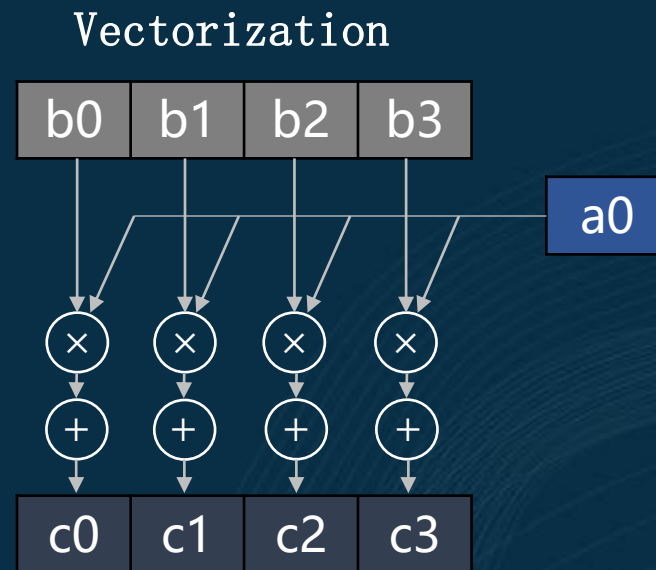 Vectorization
b0 b1 b2 b3
a0
× × × ×
+ + + +
c0 c1 c2 c3